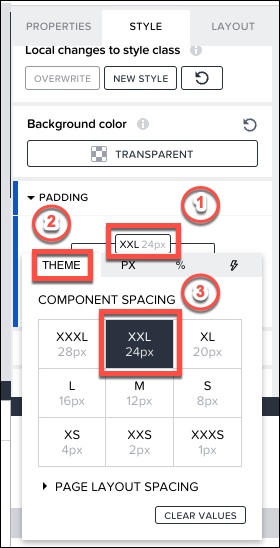 PROPERTIES STYLE LAYOUT
Local changes to style class
OVERWRITE NEW STYLE
Background color
TRANSPARENT
PADDING
1
2
XXL 24px
THEME PX %
3
COMPONENT SPACING
XXXL XXL XL
28px 24px 20px
L M S
16px 12px 8px
XS XXS XXXS
4px 2px 1px
PAGE LAYOUT SPACING
CLEAR VALUES